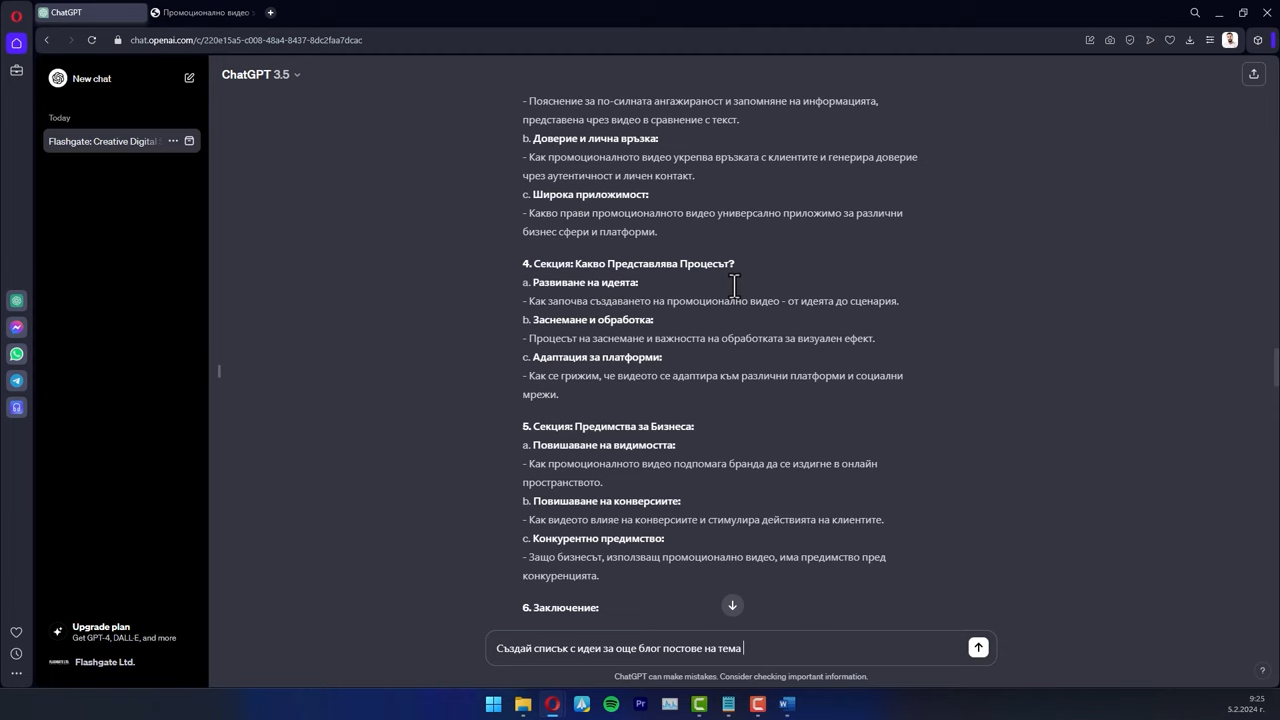 ChatGPT
Промоционално видео
chat.openai.com/c/220e15a5-c008-48a4-8437-8dc2faa7dcac
New chat
ChatGPT 3.5
Today
Flashgate: Creative Digital
- Пояснение за по-силната ангажираност и запомняне на информацията,
представена чрез видео в сравнение с текст.
b. Доверие и лична връзка:
- Как промоционалното видео укрепва връзката с клиентите и генерира доверие
чрез автентичност и личен контакт.
c. Широка приложимост:
- Какво прави промоционалното видео универсално приложимо за различни
бизнес сфери и платформи.
4. Секция: Какво Представлява Процесът?
a. Развиване на идеята:
- Как започва създаването на промоционално видео - от идеята до сценария.
b. Заснемане и обработка:
- Процесът на заснемане и важността на обработката за визуален ефект.
c. Адаптация за платформи:
- Как се грижим, че видеото се адаптира към различни платформи и социални
мрежи.
5. Секция: Предимства за Бизнеса:
a. Повишаване на видимостта:
- Как промоционалното видео подпомага бранда да се издигне в онлайн
пространството.
b. Повишаване на конверсиите:
- Как видеото влияе на конверсиите и стимулира действията на клиентите.
c. Конкурентно предимство:
- Защо бизнесът, използващ промоционално видео, има предимство пред
конкуренцията.
6. Заключение:
Upgrade plan
Get GPT-4, DALL·E, and more
Flashgate Ltd.
Създай списък с идеи за още блог постове на тема
ChatGPT can make mistakes. Consider checking important information.
?
9:25
5.2.2024 г.